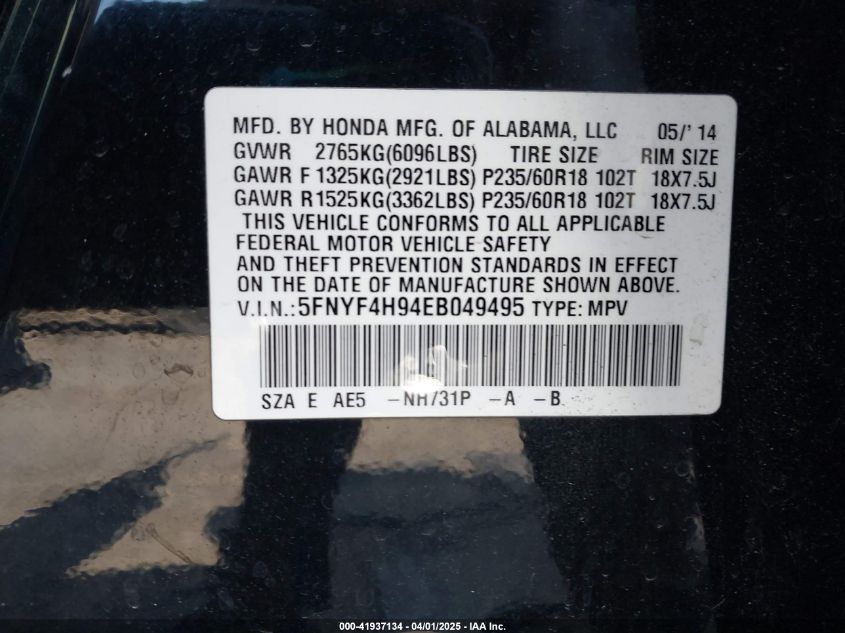 MFD. BY HONDA MFG. OF ALABAMA, LLC 05/' 14
GVWR 2765KG(6096LBS) TIRE SIZE RIM SIZE
GAWR F 1325KG(2921LBS) P235/60R18 102T 18X7.5J
GAWR R1525KG(3362LBS) P235/60R18 102T 18X7.5J
THIS VEHICLE CONFORMS TO ALL APPLICABLE
FEDERAL MOTOR VEHICLE SAFETY
AND THEFT PREVENTION STANDARDS IN EFFECT
ON THE DATE OF MANUFACTURE SHOWN ABOVE.
V.I.N.:5FNYF4H94EB049495 TYPE: MPV
SZA E AE5 –NH731P –A –B
000-41937134 - 04/01/2025 - IAA Inc.